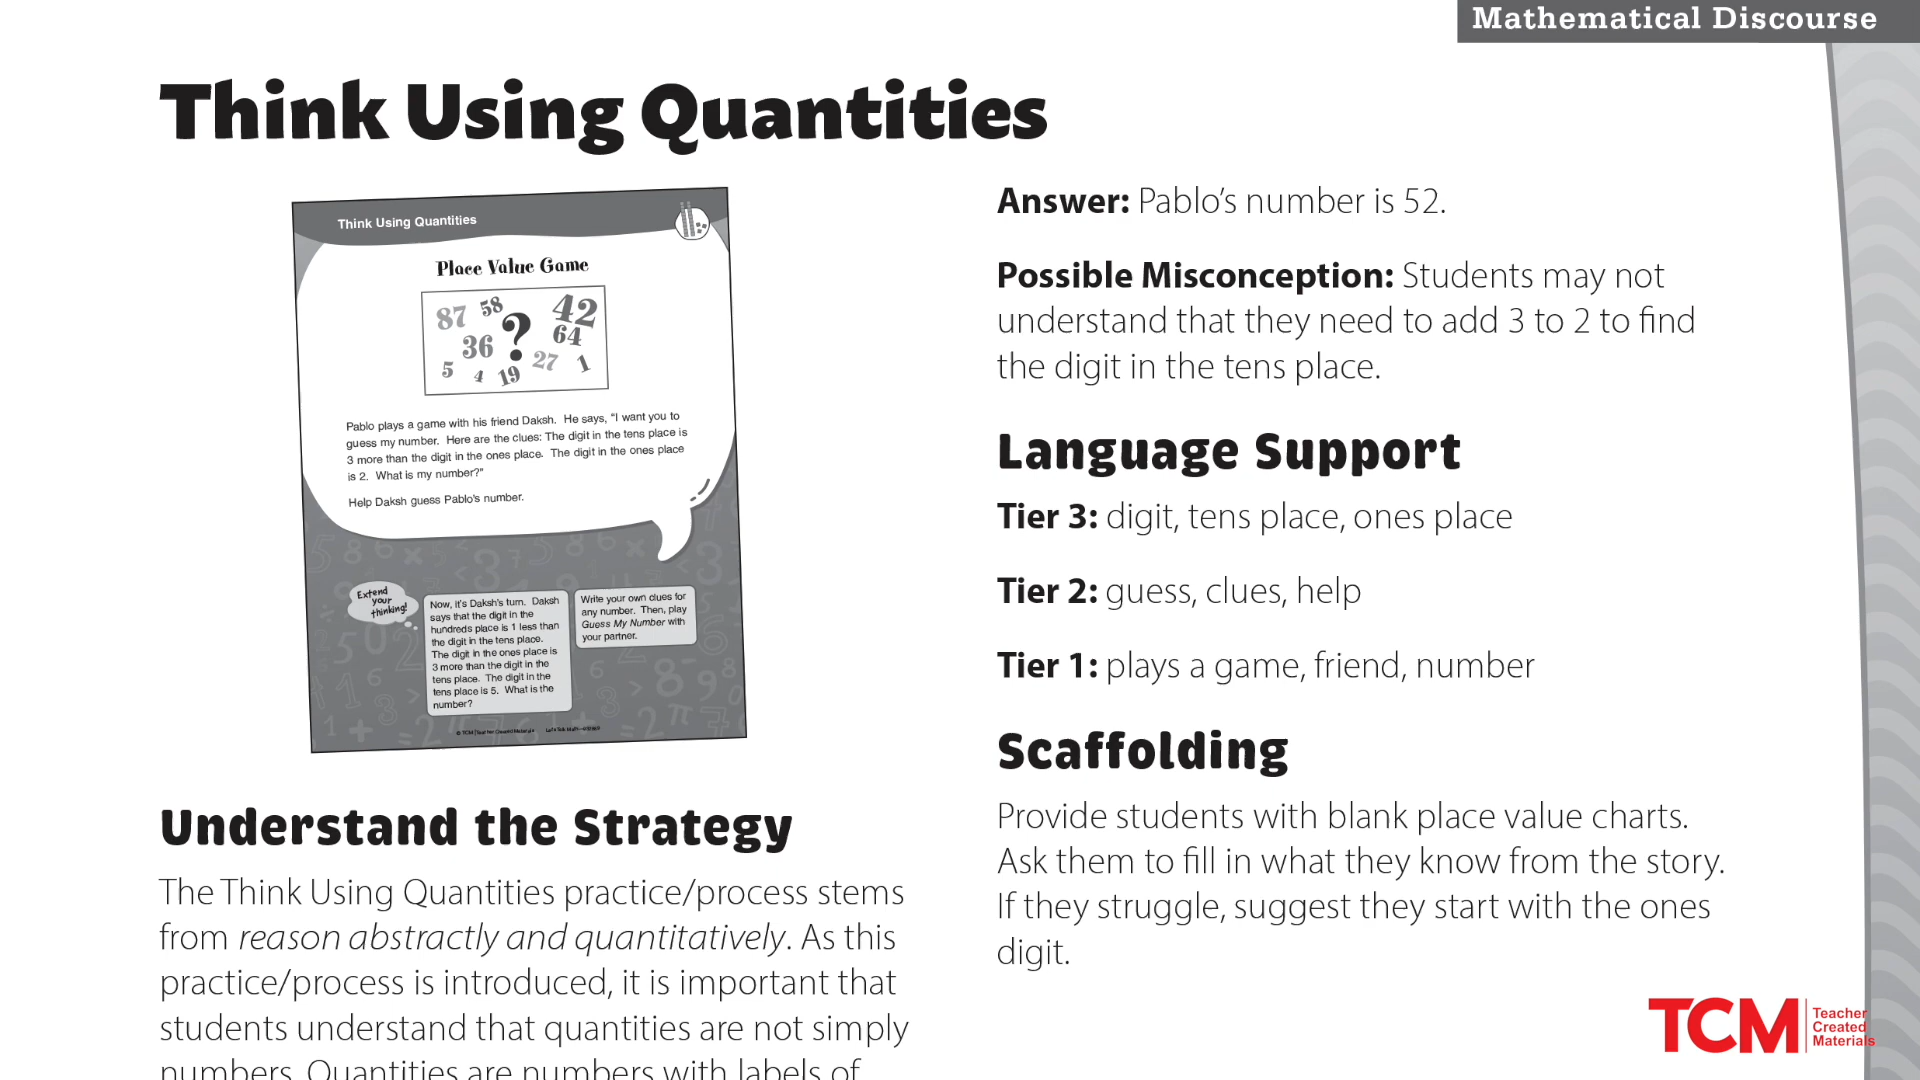 Mathematical Discourse
Think Using Quantities
Think Using Quantities
Place Value Game
87 58 42
36 ? 64
5 4 19 27 1
Pablo plays a game with his friend Daksh. He says, "I want you to
guess my number. Here are the clues: The digit in the tens place is
3 more than the digit in the ones place. The digit in the ones place
is 2. What is my number?"
Help Daksh guess Pablo's number.
Extend
your
thinking!
Now, it's Daksh's turn. Daksh
says that the digit in the
hundreds place is 1 less than
the digit in the tens place.
The digit in the ones place is
3 more than the digit in the
tens place. The digit in the
tens place is 5. What is the
number?
Write your own clues for
any number. Then, play
Guess My Number with
your partner.
Understand the Strategy
The Think Using Quantities practice/process stems
from reason abstractly and quantitatively. As this
practice/process is introduced, it is important that
students understand that quantities are not simply
numbers. Quantities are numbers with labels of
Answer: Pablo's number is 52.
Possible Misconception: Students may not
understand that they need to add 3 to 2 to find
the digit in the tens place.
Language Support
Tier 3: digit, tens place, ones place
Tier 2: guess, clues, help
Tier 1: plays a game, friend, number
Scaffolding
Provide students with blank place value charts.
Ask them to fill in what they know from the story.
If they struggle, suggest they start with the ones
digit.
TCM
Teacher
Created
Materials